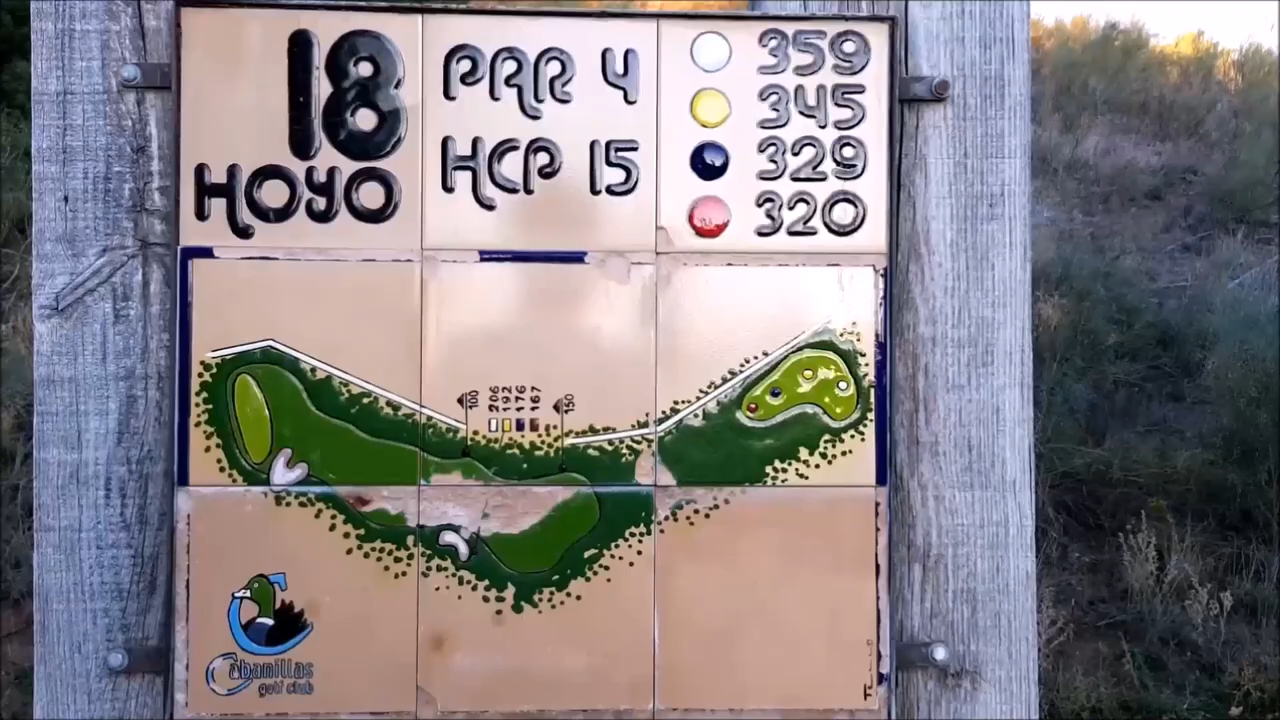 18
HOYO
PAR 4
HCP 15
359
345
329
320
100
206
192
176
167
150
Cabanillas
golf club